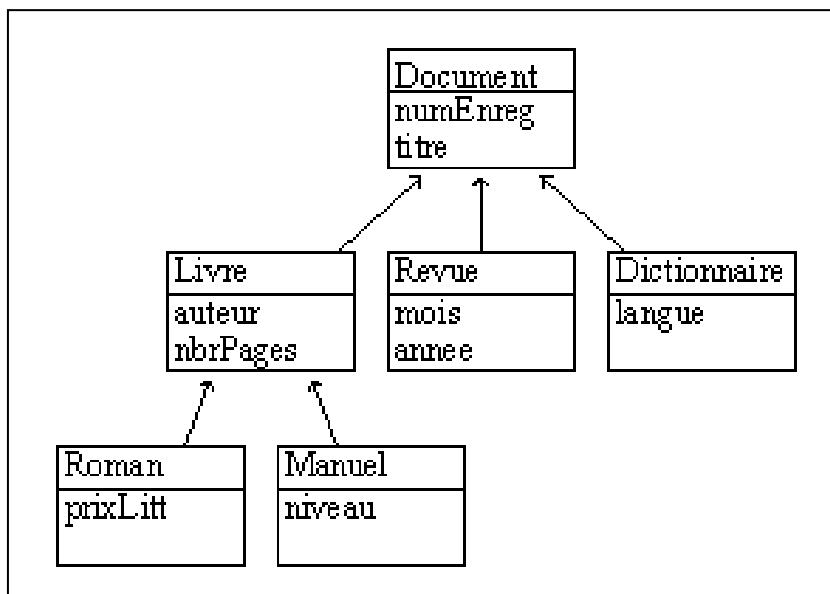 Document
numEnreg
titre
Livre
auteur
nbrPages
Revue
mois
annee
Dictionnaire
langue
Roman
prixLitt
Manuel
niveau